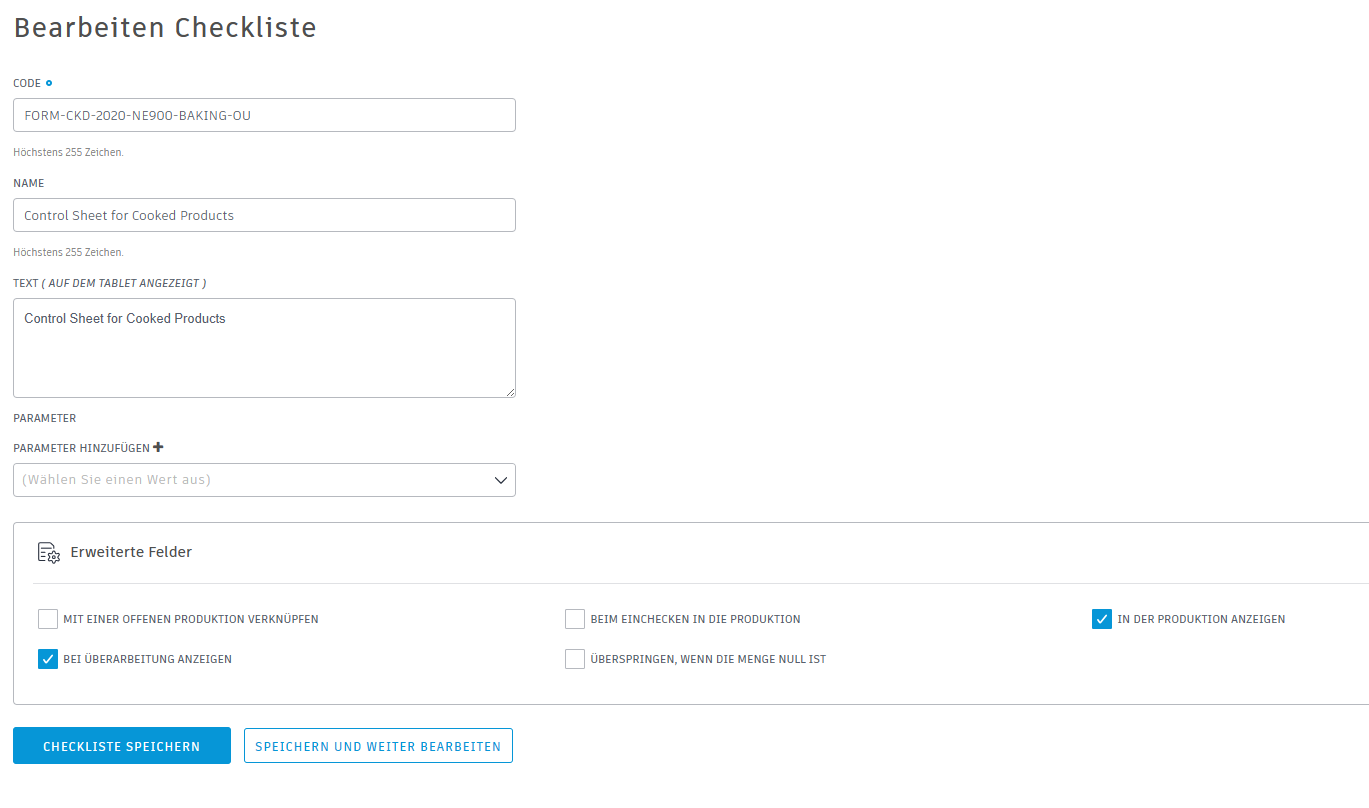 Bearbeiten Checkliste
CODE
FORM-CKD-2020-NE900-BAKING-OU
Höchstens 255 Zeichen.
NAME
Control Sheet for Cooked Products
Höchstens 255 Zeichen.
TEXT ( AUF DEM TABLET ANGEZEIGT )
Control Sheet for Cooked Products
PARAMETER
PARAMETER HINZUFÜGEN
(Wählen Sie einen Wert aus)
Erweiterte Felder
MIT EINER OFFENEN PRODUKTION VERKNÜPFEN
BEIM EINCHECKEN IN DIE PRODUKTION
IN DER PRODUKTION ANZEIGEN
BEI ÜBERARBEITUNG ANZEIGEN
ÜBERSPRINGEN, WENN DIE MENGE NULL IST
CHECKLISTE SPEICHERN
SPEICHERN UND WEITER BEARBEITEN